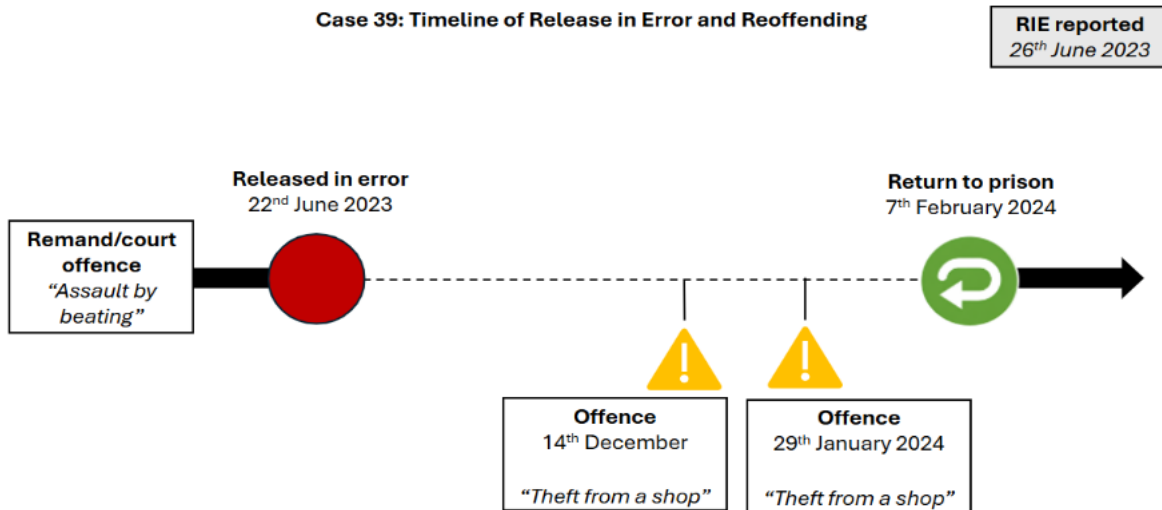 Case 39: Timeline of Release in Error and Reoffending
RIE reported
26th June 2023
Released in error
22nd June 2023
Return to prison
7th February 2024
Remand/court
offence
“Assault by
beating”
Offence
14th December
“Theft from a shop”
Offence
29th January 2024
“Theft from a shop”